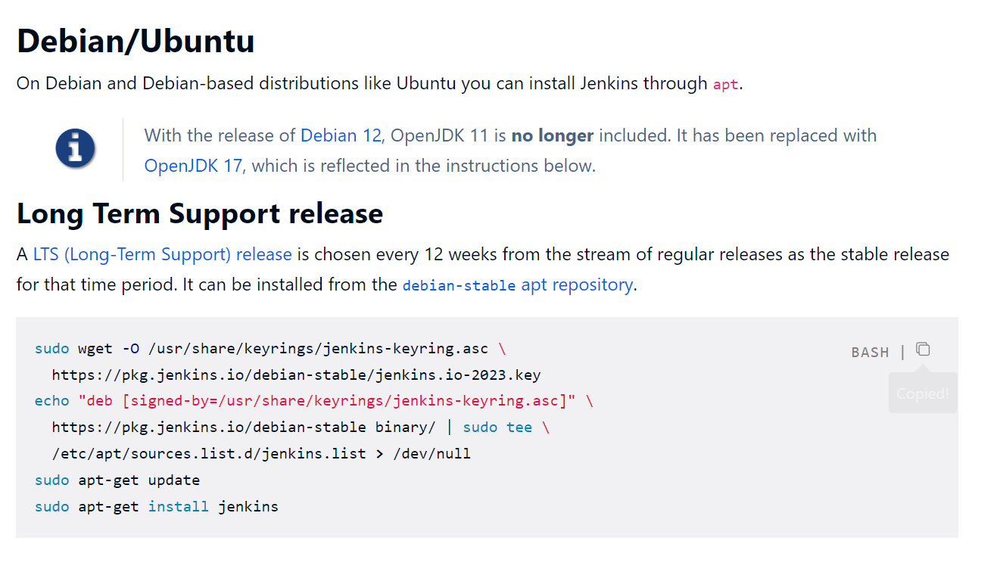 Debian/Ubuntu
On Debian and Debian-based distributions like Ubuntu you can install Jenkins through apt.
With the release of Debian 12, OpenJDK 11 is no longer included. It has been replaced with
OpenJDK 17, which is reflected in the instructions below.
Long Term Support release
A LTS (Long-Term Support) release is chosen every 12 weeks from the stream of regular releases as the stable release
for that time period. It can be installed from the debian-stable apt repository.
BASH |
Copied!
sudo wget -O /usr/share/keyrings/jenkins-keyring.asc \
  https://pkg.jenkins.io/debian-stable/jenkins.io-2023.key
echo "deb [signed-by=/usr/share/keyrings/jenkins-keyring.asc]" \
  https://pkg.jenkins.io/debian-stable binary/ | sudo tee \
  /etc/apt/sources.list.d/jenkins.list > /dev/null
sudo apt-get update
sudo apt-get install jenkins